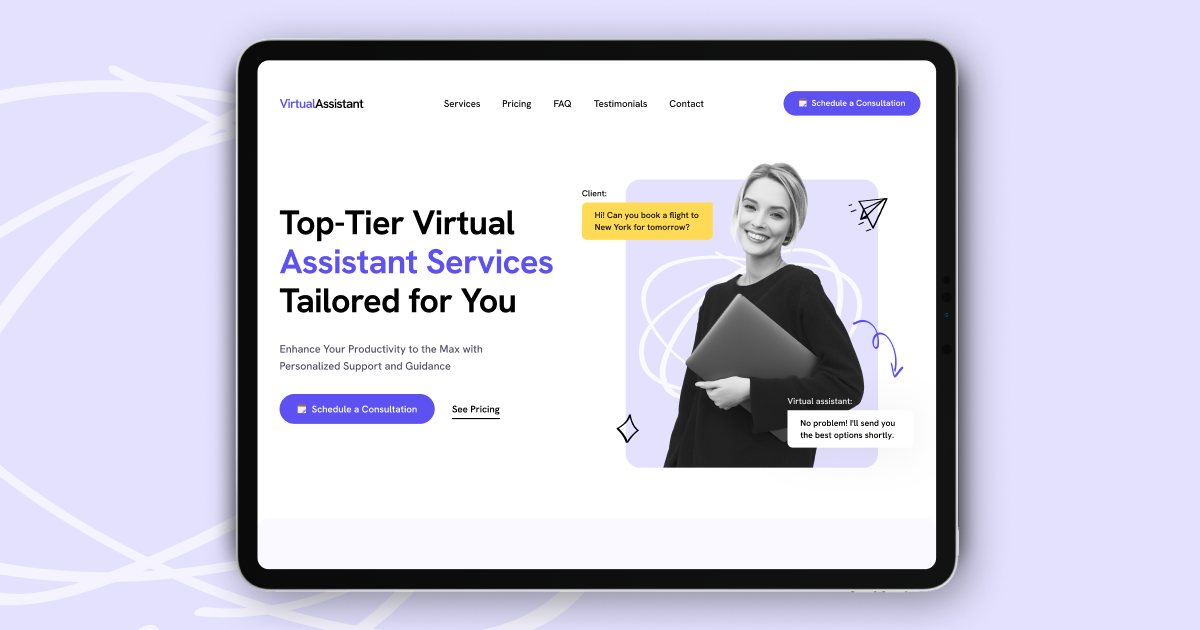 VirtualAssistant
Services
Pricing
FAQ
Testimonials
Contact
Schedule a Consultation
Top-Tier Virtual
Assistant Services
Tailored for You
Enhance Your Productivity to the Max with
Personalized Support and Guidance
Schedule a Consultation
See Pricing
Client:
Hi! Can you book a flight to
New York for tomorrow?
Virtual assistant:
No problem! I'll send you
the best options shortly.